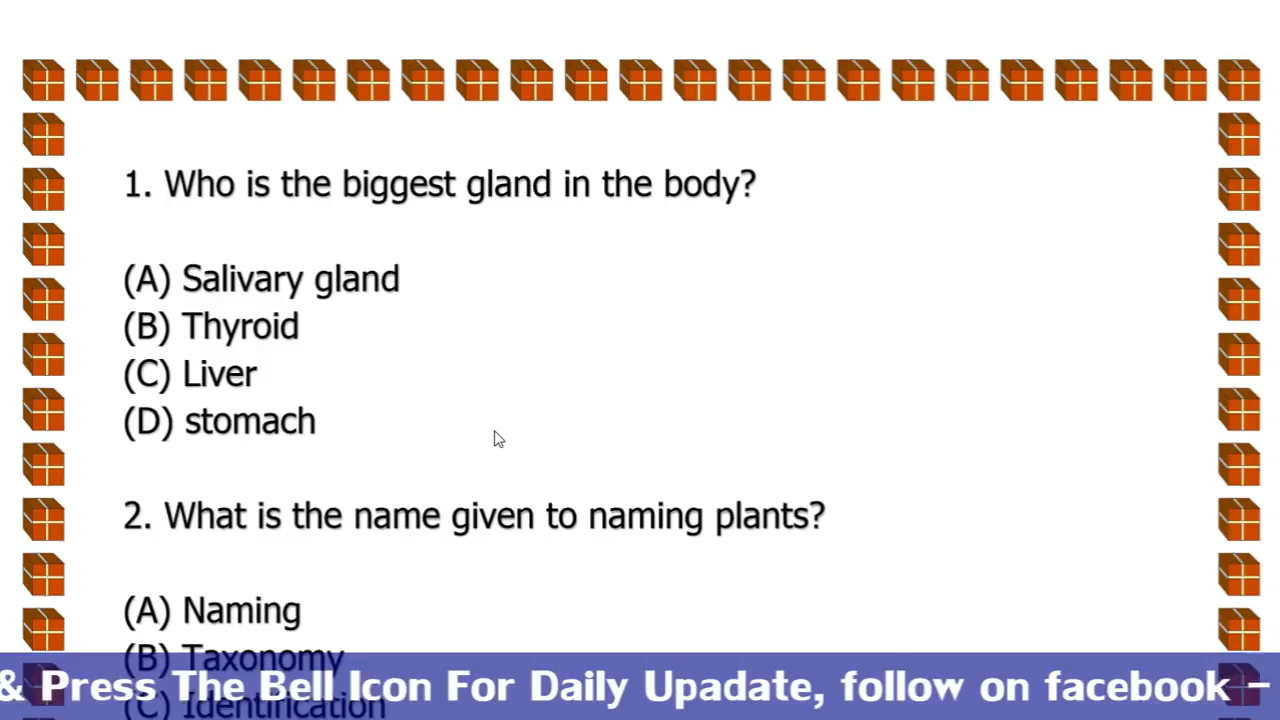 1. Who is the biggest gland in the body?
(A) Salivary gland
(B) Thyroid
(C) Liver
(D) stomach
2. What is the name given to naming plants?
(A) Naming
(B) Taxonomy
& Press The Bell Icon For Daily Upadate, follow on facebook –
(C) Identification